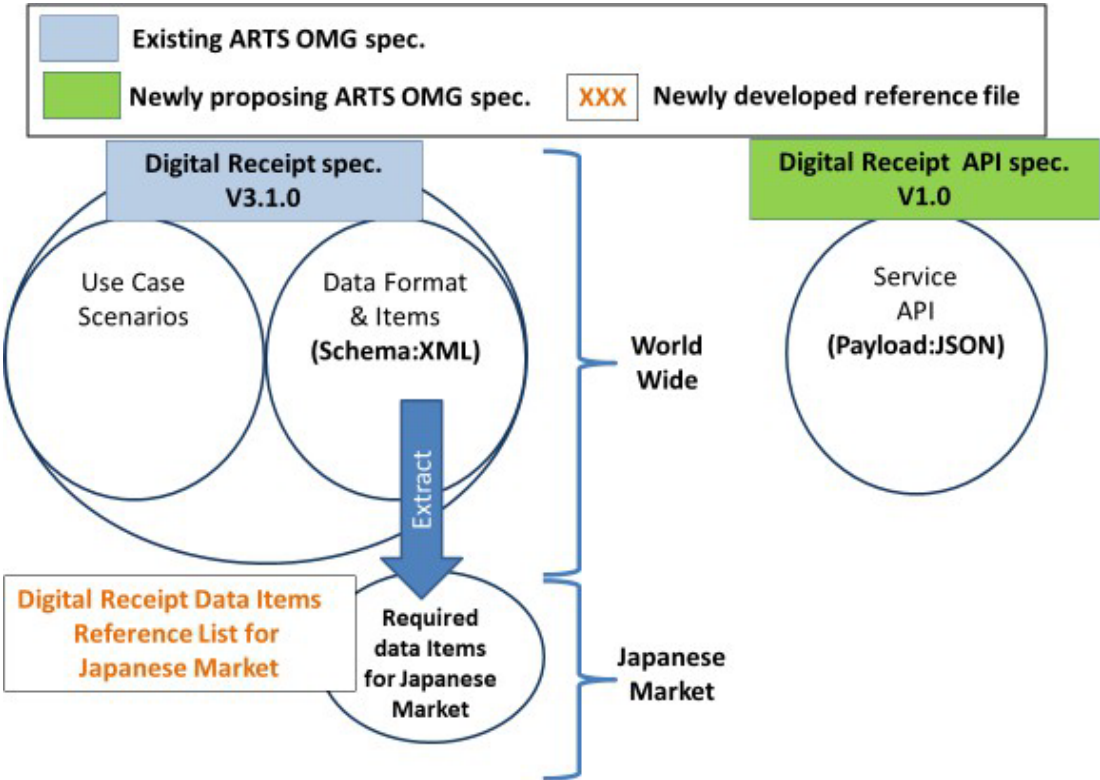 Existing ARTS OMG spec.
Newly proposing ARTS OMG spec.
XXX
Newly developed reference file
Digital Receipt spec.
V3.1.0
Digital Receipt API spec.
V1.0
Use Case
Scenarios
Data Format
& Items
(Schema:XML)
World
Wide
Service
API
(Payload:JSON)
Extract
Digital Receipt Data Items
Reference List for
Japanese Market
Required
data Items
for Japanese
Market
Japanese
Market